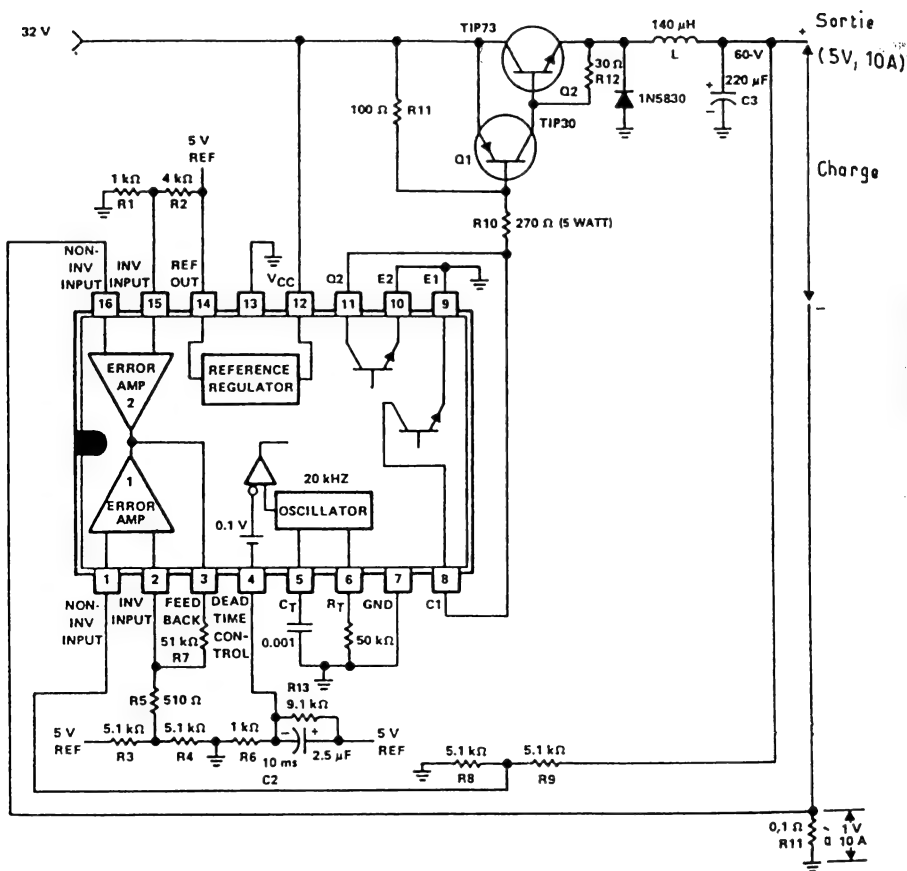 32 V
TIP73
140 µH
L
60-V
+
Sortie
(5V, 10A)
30 Ω
R12
Q2
1N5830
+
220 µF
−
C3
100 Ω
R11
TIP30
Q1
Charge
5 V
REF
1 kΩ
R1
4 kΩ
R2
R10
270 Ω (5 WATT)
NON-
INV
INPUT
INV
INPUT
REF
OUT
VCC
Q2
E2
E1
−
16
15
14
13
12
11
10
9
ERROR
AMP
2
REFERENCE
REGULATOR
1
ERROR
AMP
20 kHZ
OSCILLATOR
0.1 V
1
2
3
4
5
6
7
8
NON-
INV
INPUT
INV
INPUT
FEED
BACK
DEAD
TIME
CON-
TROL
CT
RT
GND
C1
51 kΩ
R7
0.001
50 kΩ
R5
510 Ω
R13
9.1 kΩ
5 V
REF
5.1 kΩ
R3
5.1 kΩ
R4
1 kΩ
R6
− +
10 ms
C2
2.5 µF
5 V
REF
5.1 kΩ
R8
5.1 kΩ
R9
0,1 Ω
R11
1 V
10 A